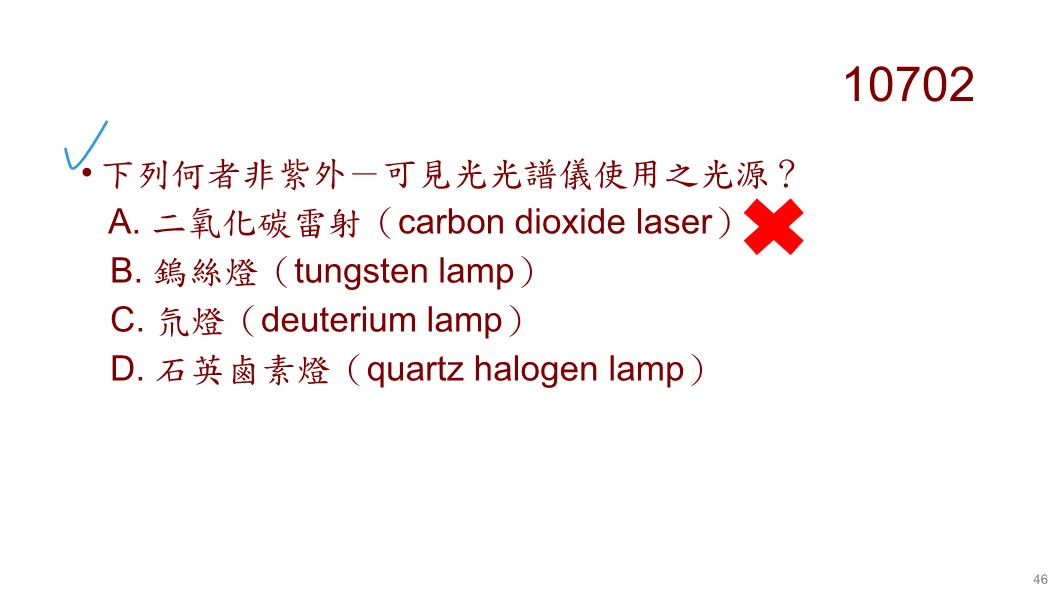 10702
• 下列何者非紫外－可見光光譜儀使用之光源？
A. 二氧化碳雷射（carbon dioxide laser）
B. 鎢絲燈（tungsten lamp）
C. 氘燈（deuterium lamp）
D. 石英鹵素燈（quartz halogen lamp）
46